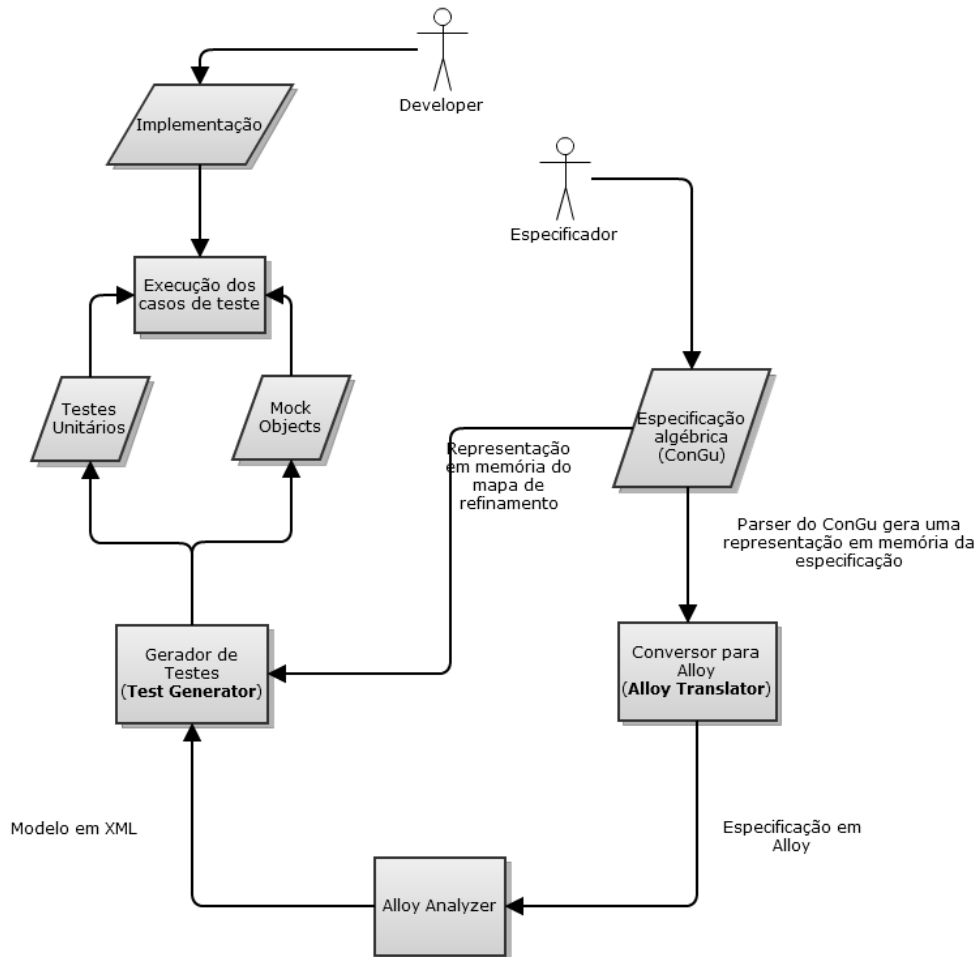 Developer
Implementação
Especificador
Execução dos
casos de teste
Testes
Unitários
Mock
Objects
Especificação
algébrica
(ConGu)
Representação
em memória do
mapa de
refinamento
Parser do ConGu gera uma
representação em memória da
especificação
Gerador de
Testes
(Test Generator)
Conversor para
Alloy
(Alloy Translator)
Modelo em XML
Especificação em
Alloy
Alloy Analyzer